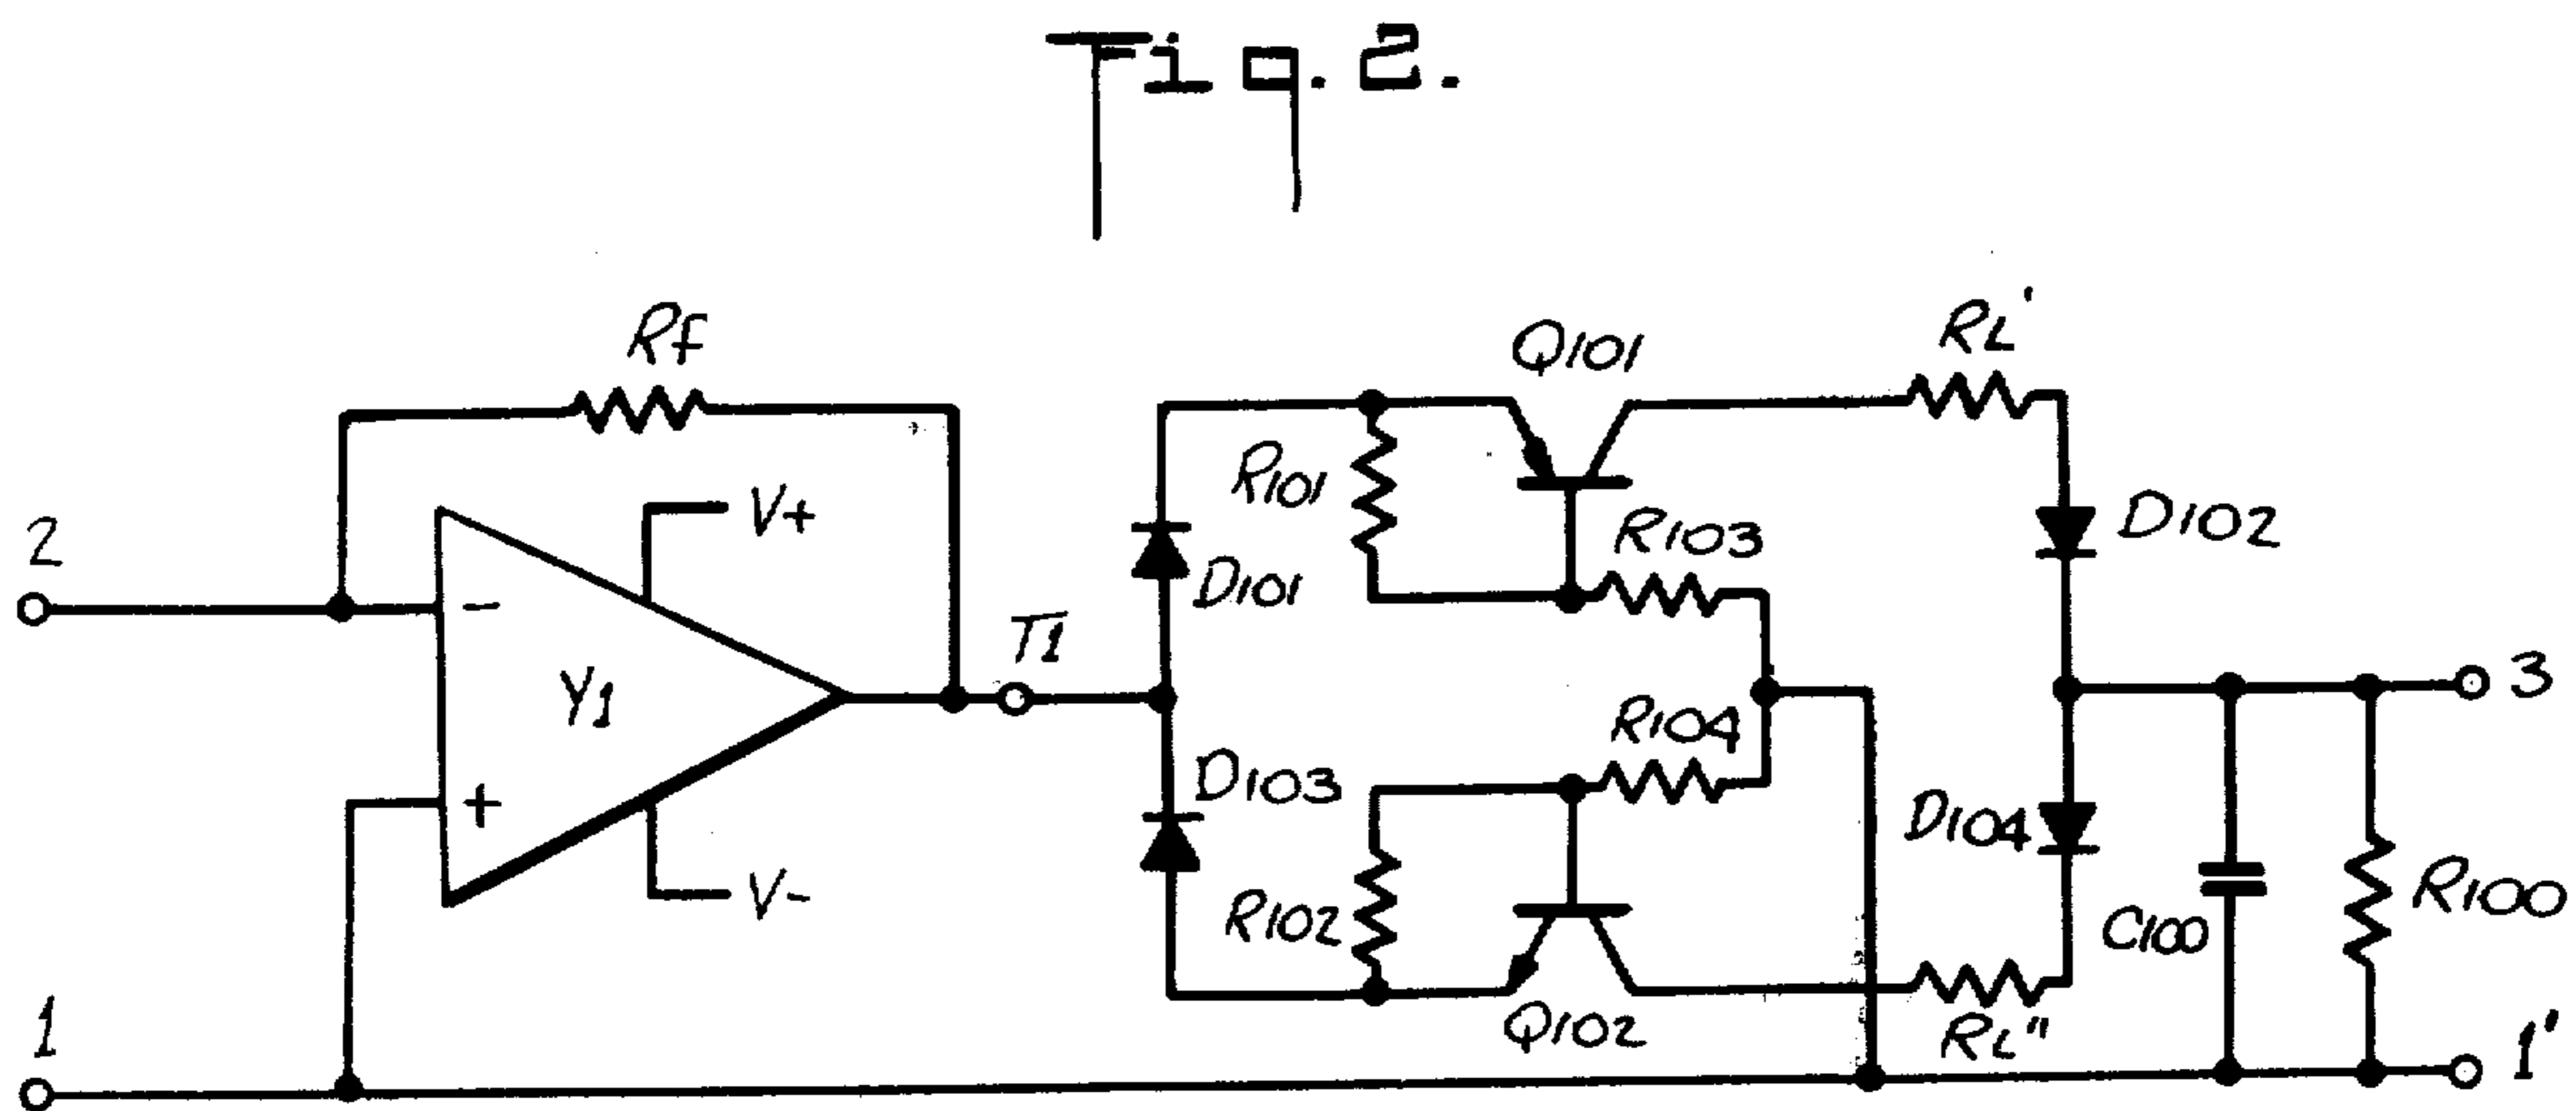 Fig. 2.
Rf
Q101
RL'
R101
V+
R103
D102
2
-
D101
T1
Y1
3
R104
+
D103
D104
V-
R102
C100
R100
1
Q102
RL"
1'